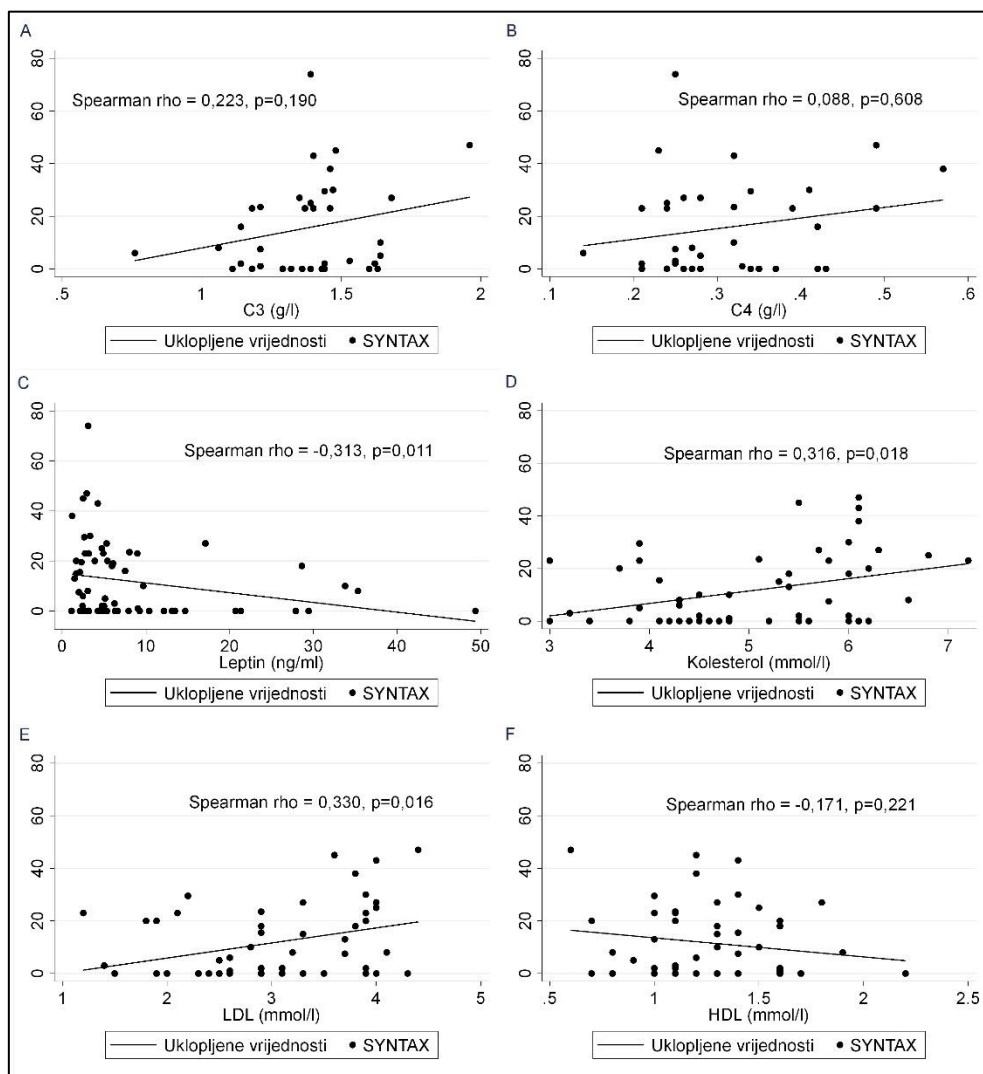 A
80
60
40
20
0
Spearman rho = 0,223, p=0,190
.5
1
1.5
2
C3 (g/l)
Uklopljene vrijednosti
SYNTAX
B
80
60
40
20
0
Spearman rho = 0,088, p=0,608
.1
.2
.3
.4
.5
.6
C4 (g/l)
Uklopljene vrijednosti
SYNTAX
C
80
60
40
20
0
Spearman rho = -0,313, p=0,011
0
10
20
30
40
50
Leptin (ng/ml)
Uklopljene vrijednosti
SYNTAX
D
80
60
40
20
0
Spearman rho = 0,316, p=0,018
3
4
5
6
7
Kolesterol (mmol/l)
Uklopljene vrijednosti
SYNTAX
E
80
60
40
20
0
Spearman rho = 0,330, p=0,016
1
2
3
4
5
LDL (mmol/l)
Uklopljene vrijednosti
SYNTAX
F
80
60
40
20
0
Spearman rho = -0,171, p=0,221
.5
1
1.5
2
2.5
HDL (mmol/l)
Uklopljene vrijednosti
SYNTAX